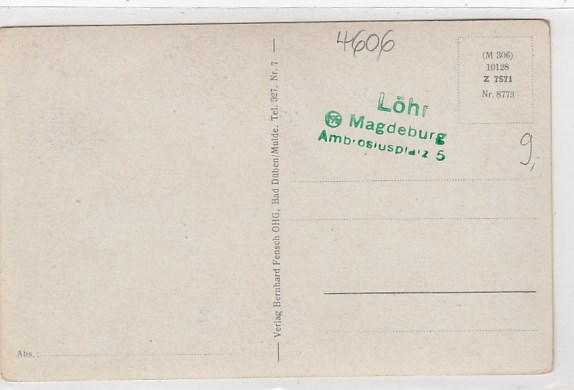 4606
(M 306)
10128
Z 7571
Nr. 8773
Löhr
Magdeburg
Ambrosiusplatz 5
9,
Verlag Bernhard Fensch OHG, Bad Düben/Mulde, Tel. 327, Nr. 7
Abs.: